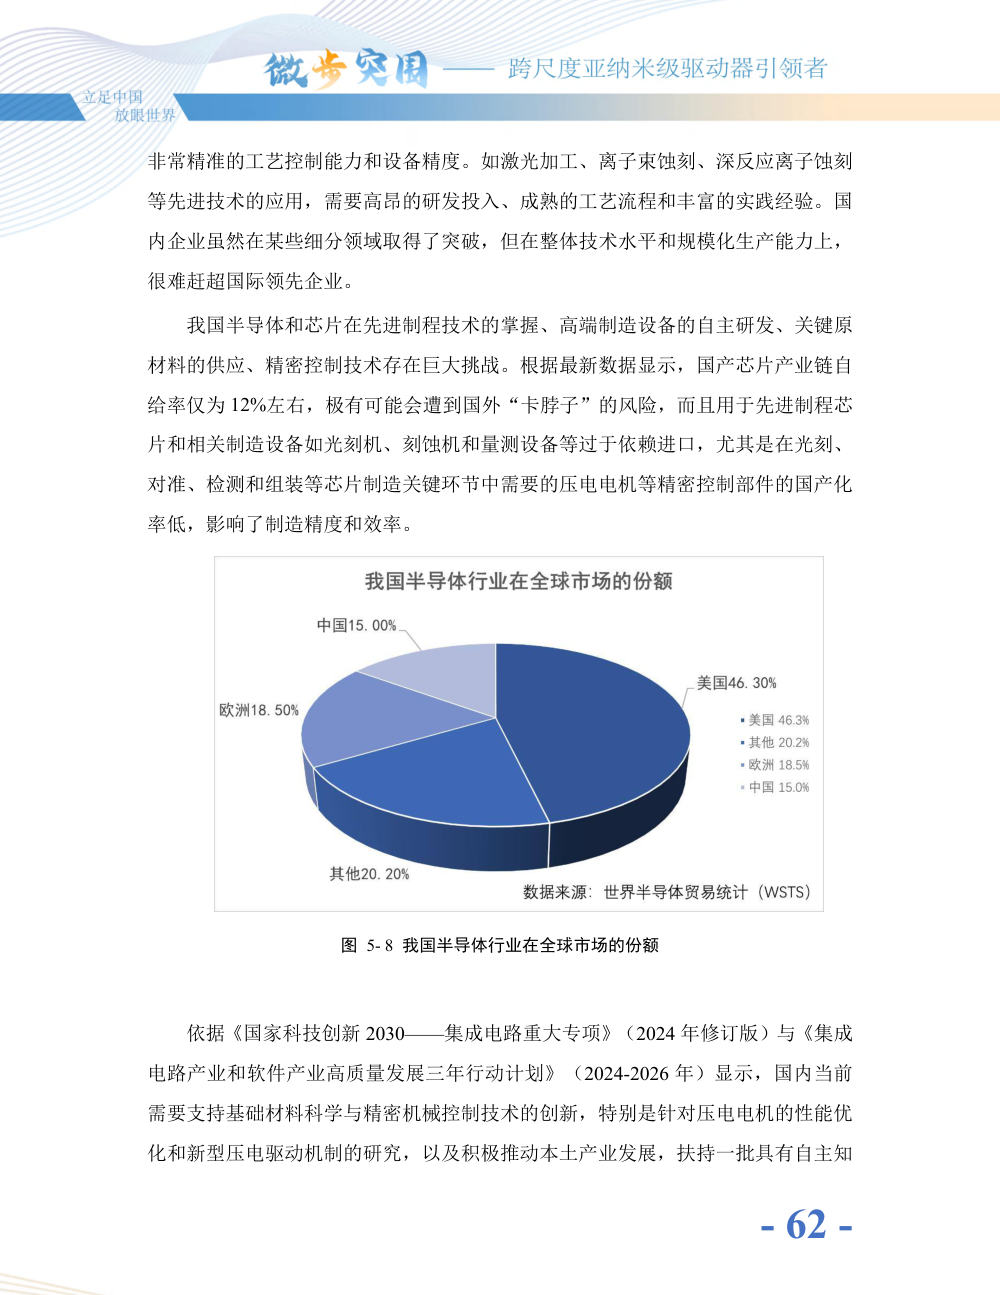 微步突围——跨尺度亚纳米级驱动器引领者
立足中国
放眼世界
非常精准的工艺控制能力和设备精度。如激光加工、离子束蚀刻、深反应离子蚀刻
等先进技术的应用，需要高昂的研发投入、成熟的工艺流程和丰富的实践经验。国
内企业虽然在某些细分领域取得了突破，但在整体技术水平和规模化生产能力上，
很难赶超国际领先企业。
我国半导体和芯片在先进制程技术的掌握、高端制造设备的自主研发、关键原
材料的供应、精密控制技术存在巨大挑战。根据最新数据显示，国产芯片产业链自
给率仅为 12%左右，极有可能会遭到国外“卡脖子”的风险，而且用于先进制程芯
片和相关制造设备如光刻机、刻蚀机和量测设备等过于依赖进口，尤其是在光刻、
对准、检测和组装等芯片制造关键环节中需要的压电电机等精密控制部件的国产化
率低，影响了制造精度和效率。
我国半导体行业在全球市场的份额
中国15.00%
美国46.30%
欧洲18.50%
美国 46.3%
其他 20.2%
欧洲 18.5%
中国 15.0%
其他20.20%
数据来源：世界半导体贸易统计（WSTS）
图 5- 8 我国半导体行业在全球市场的份额
依据《国家科技创新 2030——集成电路重大专项》（2024 年修订版）与《集成
电路产业和软件产业高质量发展三年行动计划》（2024-2026 年）显示，国内当前
需要支持基础材料科学与精密机械控制技术的创新，特别是针对压电电机的性能优
化和新型压电驱动机制的研究，以及积极推动本土产业发展，扶持一批具有自主知
- 62 -